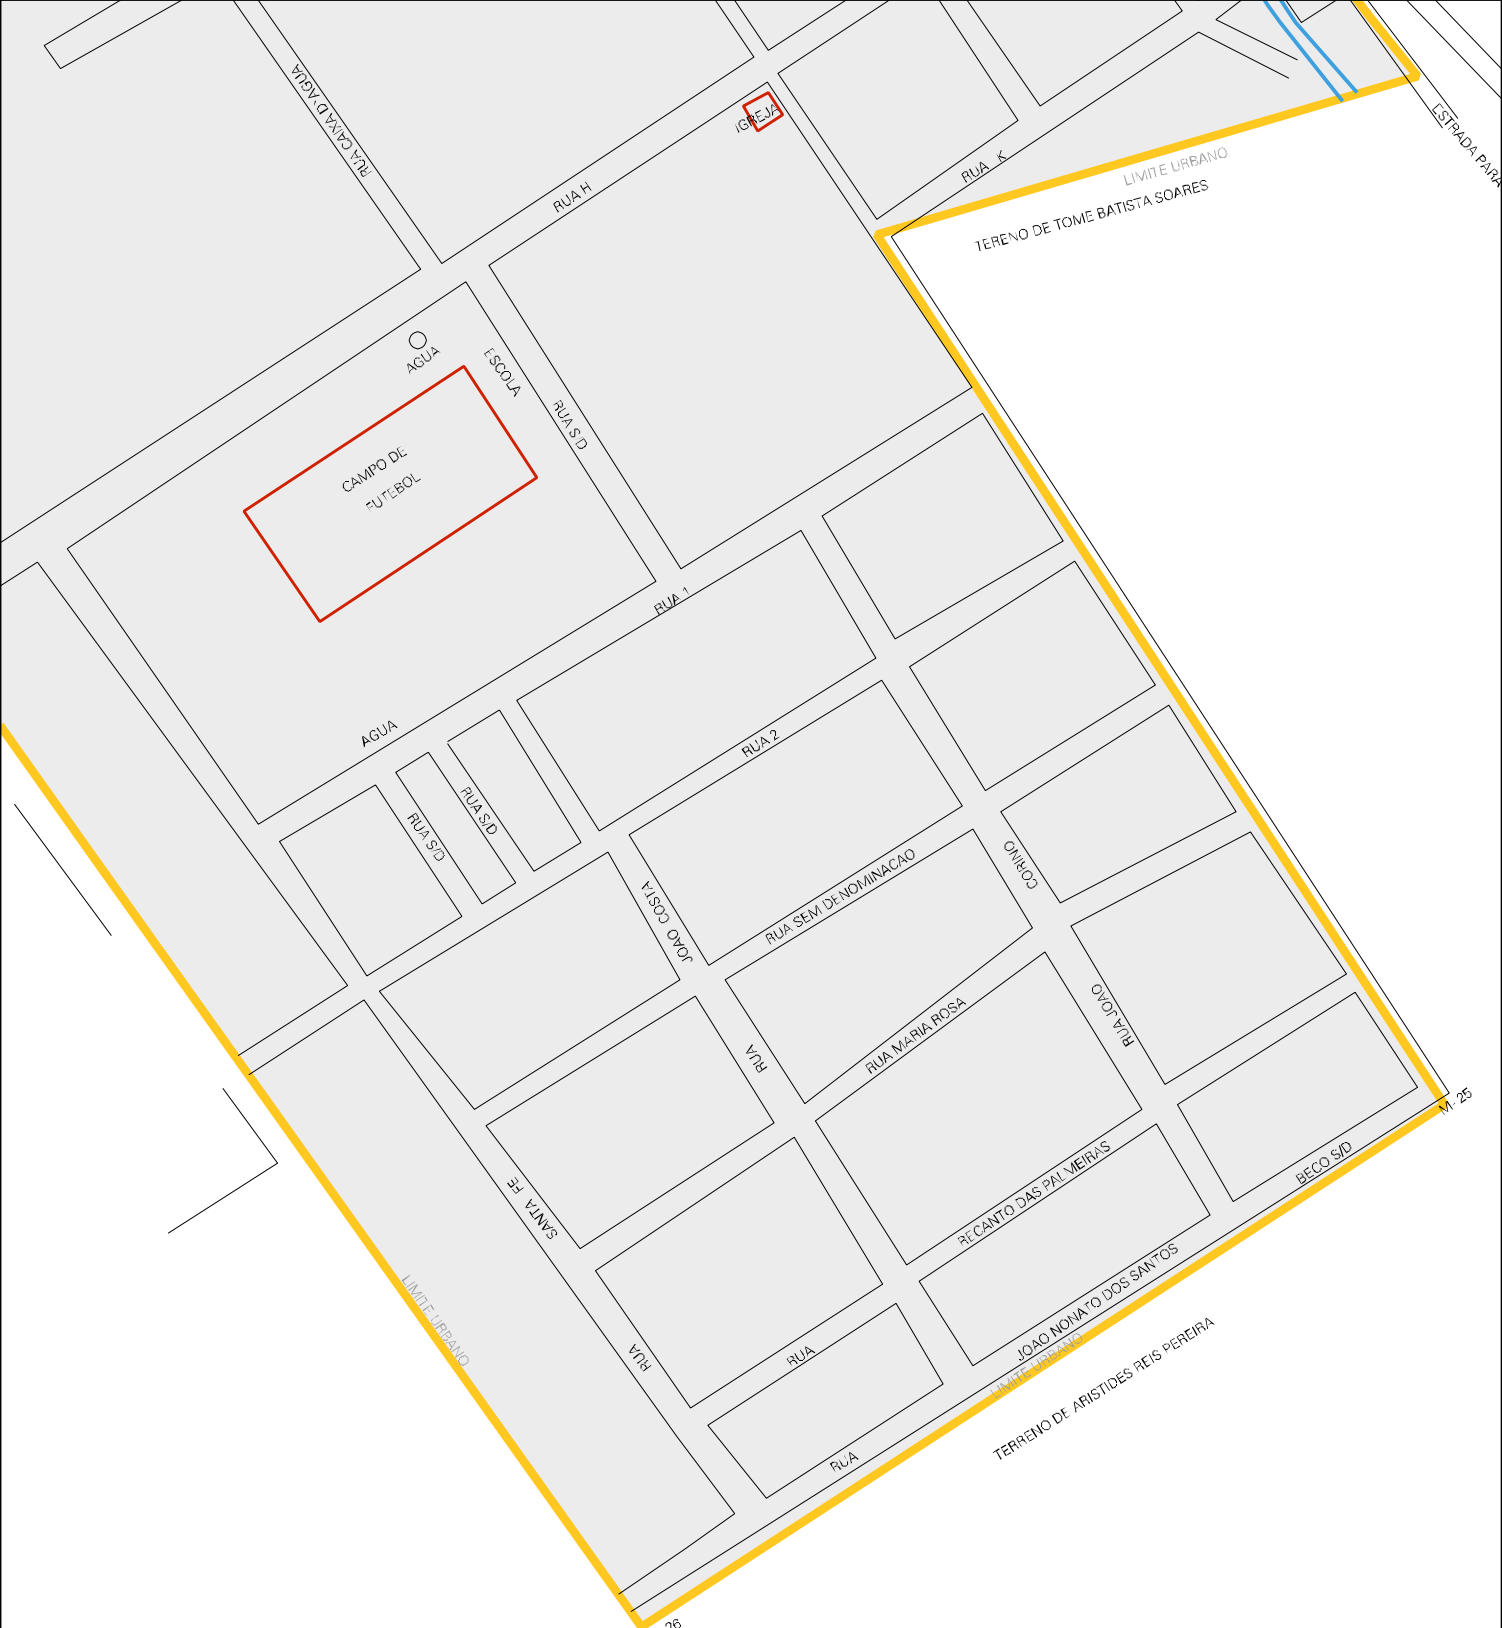 RUA CAIXA D'AGUA
IGREJA
ESTRADA PARA
RUA K
LIMITE URBANO
TERENO DE TOME BATISTA SOARES
RUA H
AGUA
ESCOLA
RUA S D
CAMPO DE
FUTEBOL
RUA 1
AGUA
RUA 2
RUA S/D
RUA S/D
RUA SEM DENOMINACAO
CORINO
JOAO COSTA
RUA MARIA ROSA
RUA JOAO
RUA
M- 25
RECANTO DAS PALMEIRAS
BECO S/D
SANTA FE
JOAO NONATO DOS SANTOS
LIMITE URBANO
LIMITE URBANO
RUA
RUA
TERRENO DE ARISTIDES REIS PEREIRA
RUA
26